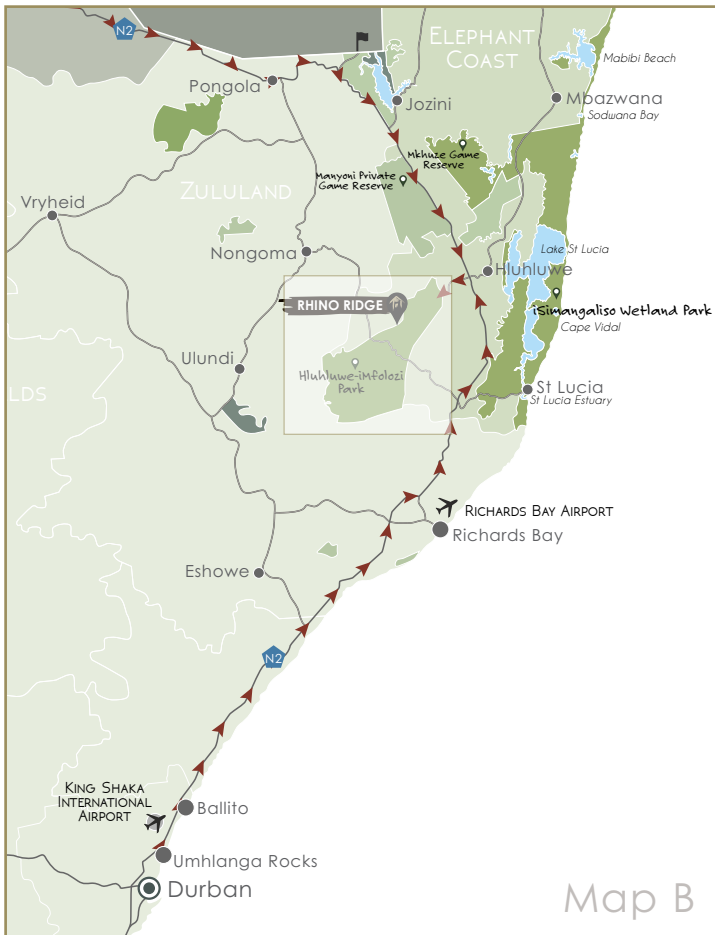 N2
ELEPHANT
COAST
Mabibi Beach
Pongola
Jozini
Mbazwana
Sodwana Bay
Mkhuze Game
Reserve
Manyoni Private
Game Reserve
ZULULAND
Vryheid
Nongoma
Lake St Lucia
Hluhluwe
RHINO RIDGE
iSimangaliso Wetland Park
Cape Vidal
Ulundi
Hluhluwe-iMfolozi
Park
LDS
St Lucia
St Lucia Estuary
RICHARDS BAY AIRPORT
Richards Bay
Eshowe
N2
KING SHAKA
INTERNATIONAL
AIRPORT
Ballito
Umhlanga Rocks
Durban
Map B